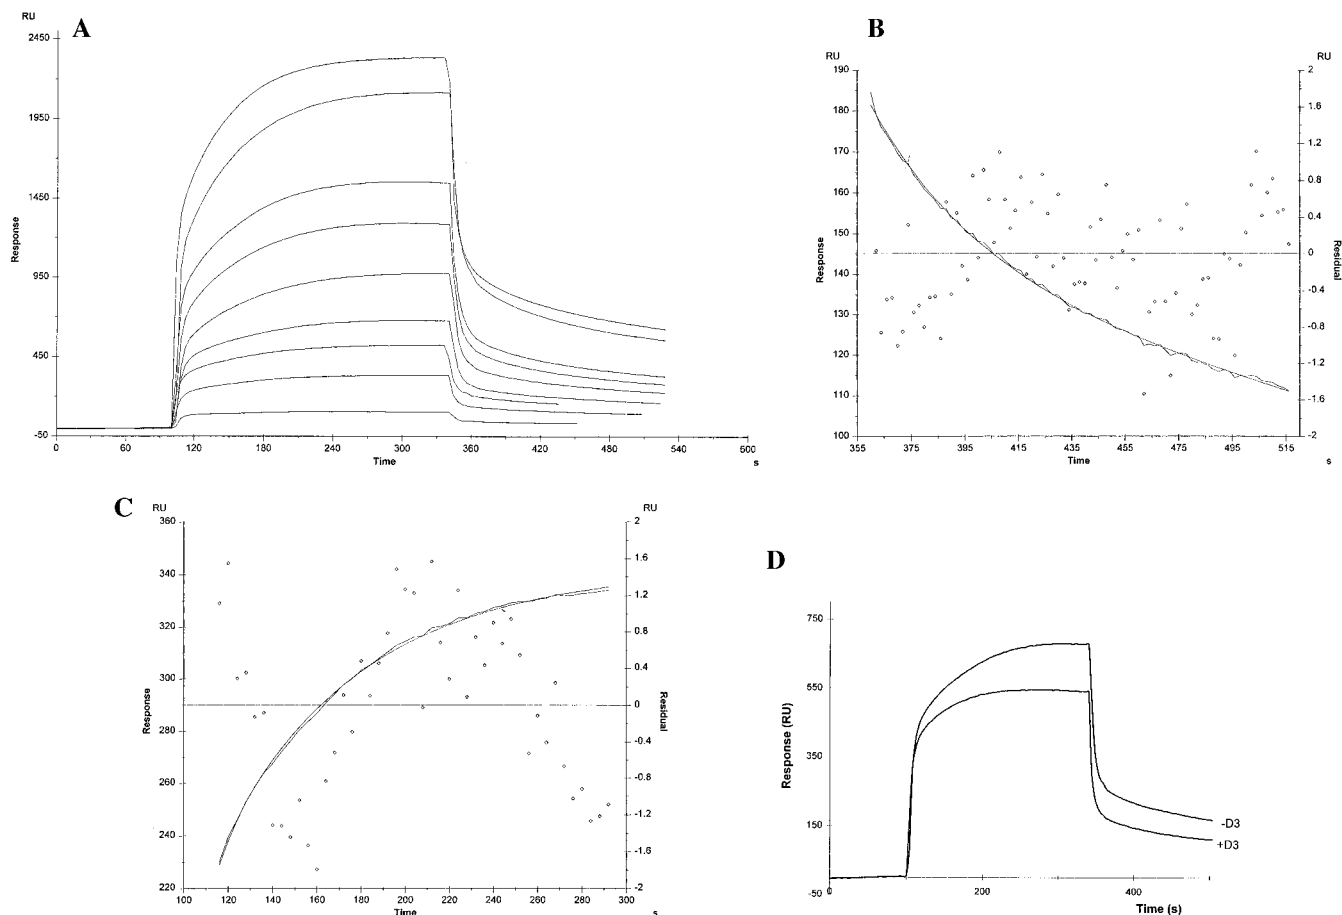 A
RU
2450
1950
1450
950
450
-50
Response
0 60 120 180 240 300 360 420 480 540 600
Time s
B
RU RU
190
180
170
160
150
140
130
120
110
100
Response
2
1.6
1.2
0.8
0.4
0
-0.4
-0.8
-1.2
-1.6
-2
Residual
355 375 395 415 435 455 475 495 515
Time s
C
RU RU
360
340
320
300
280
260
240
220
Response
2
1.6
1.2
0.8
0.4
0
-0.4
-0.8
-1.2
-1.6
-2
Residual
100 120 140 160 180 200 220 240 260 280 300
Time s
D
750
550
350
150
-50
Response (RU)
-D3
+D3
0 200 400
Time (s)